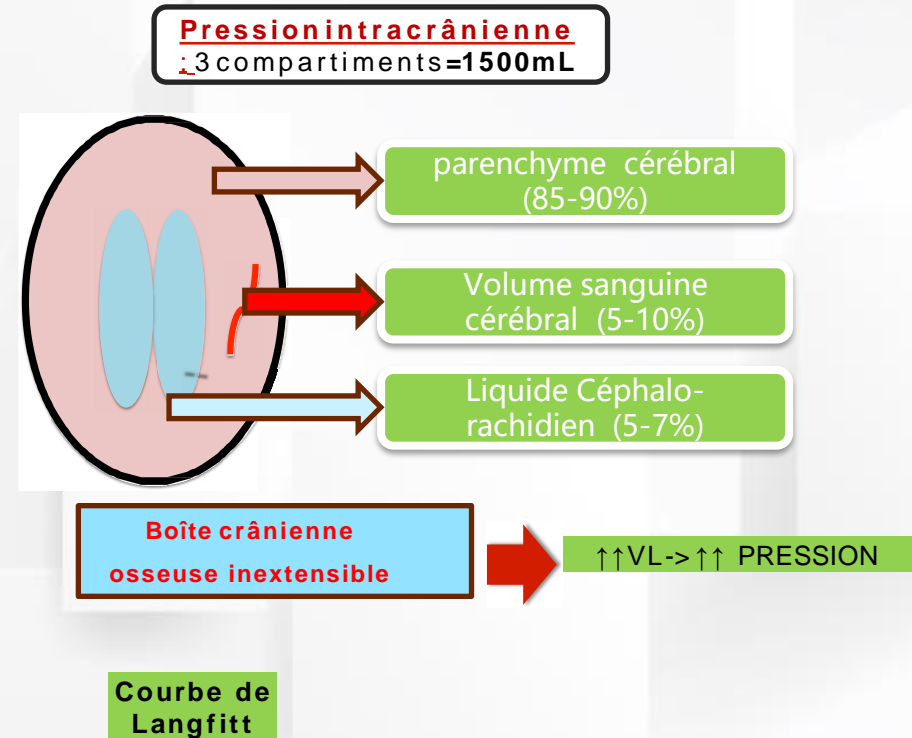 Pression intracrânienne
: 3 compartiments =1500mL
parenchyme cérébral
(85-90%)
Volume sanguine
cérébral (5-10%)
Liquide Céphalo-
rachidien (5-7%)
Boîte crânienne
osseuse inextensible
↑↑VL->↑↑ PRESSION
Courbe de
Langfitt